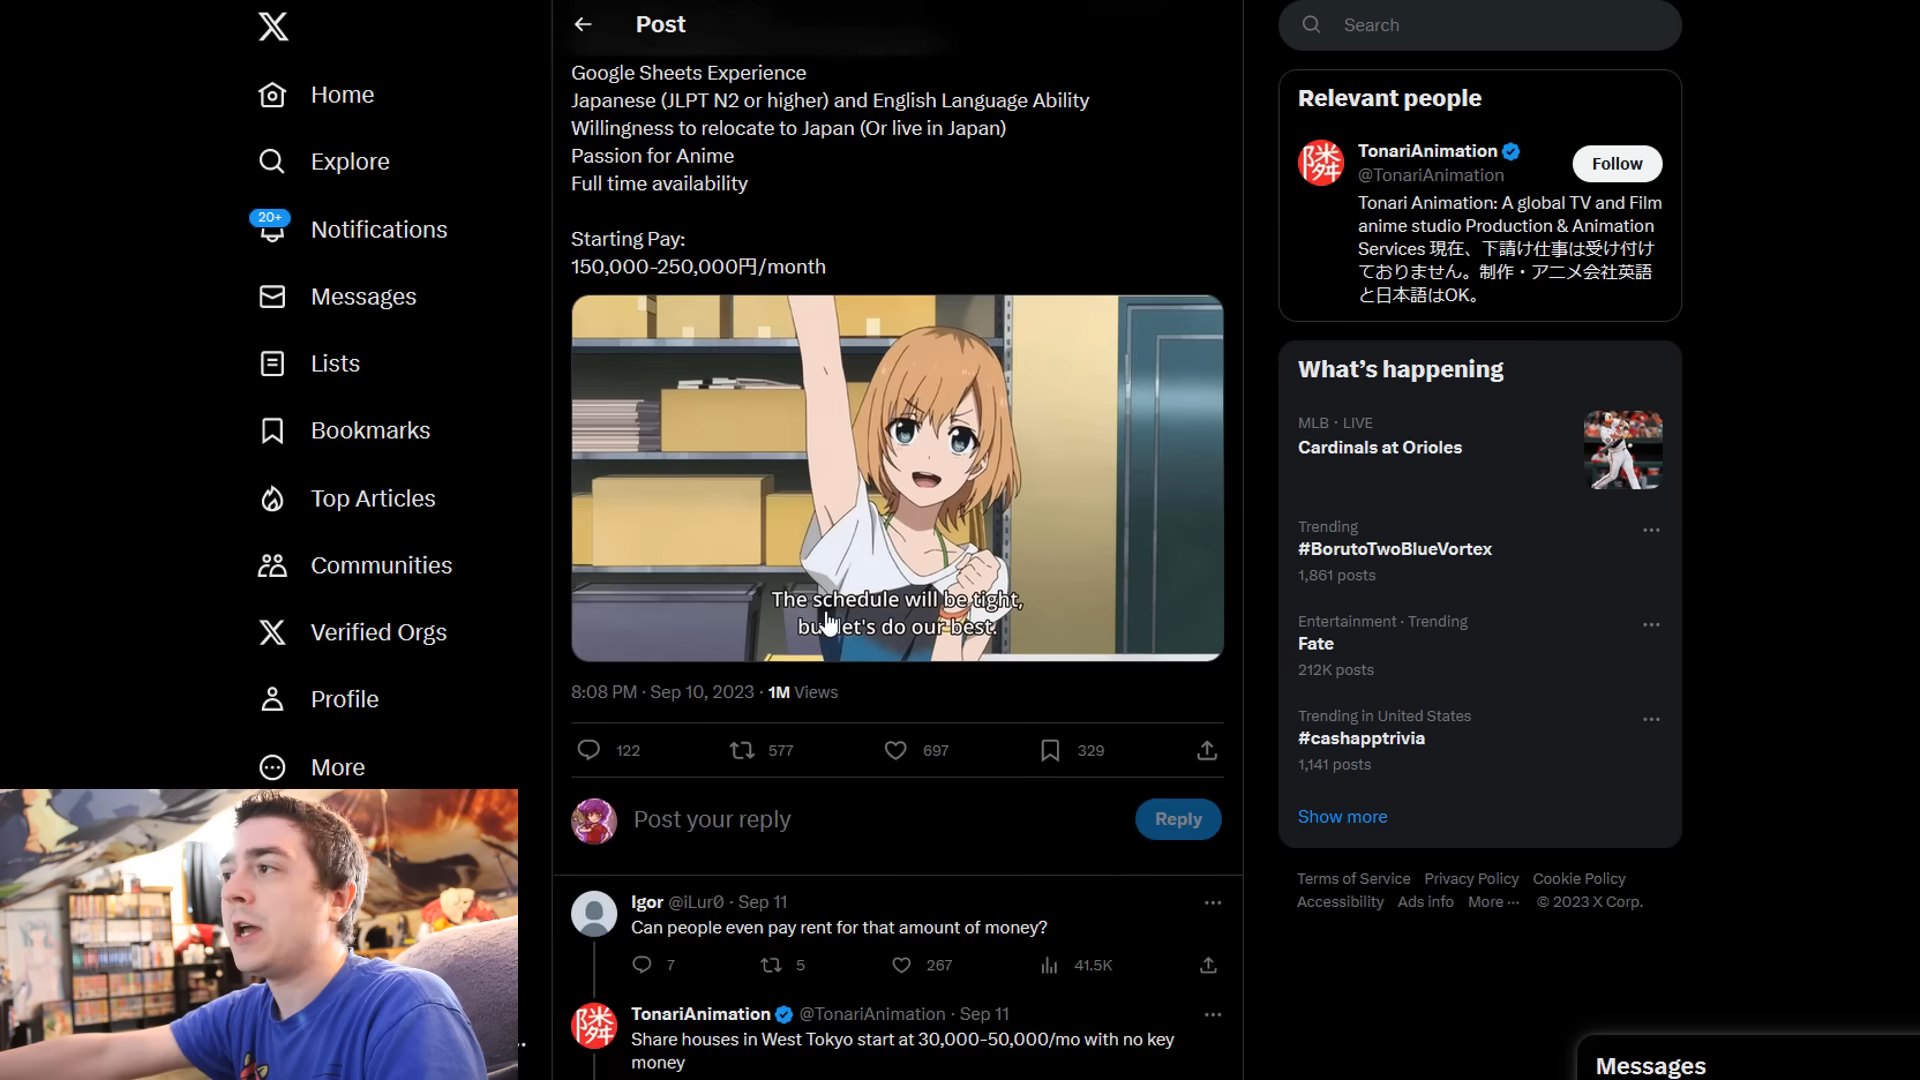 Home
Explore
20+
Notifications
Messages
Lists
Bookmarks
Top Articles
Communities
Verified Orgs
Profile
More
Post
Google Sheets Experience
Japanese (JLPT N2 or higher) and English Language Ability
Willingness to relocate to Japan (Or live in Japan)
Passion for Anime
Full time availability
Starting Pay:
150,000-250,000円/month
The schedule will be tight,
but let's do our best.
8:08 PM · Sep 10, 2023 · 1M Views
122 577 697 329
Post your reply
Reply
Igor @iLur0 · Sep 11
Can people even pay rent for that amount of money?
7 5 267 41.5K
TonariAnimation @TonariAnimation · Sep 11
Share houses in West Tokyo start at 30,000-50,000/mo with no key
money
Search
Relevant people
隣
TonariAnimation
@TonariAnimation
Follow
Tonari Animation: A global TV and Film
anime studio Production & Animation
Services 現在、下請け仕事は受け付け
ておりません。制作・アニメ会社英語
と日本語はOK。
What's happening
MLB · LIVE
Cardinals at Orioles
Trending
#BorutoTwoBlueVortex
1,861 posts
Entertainment · Trending
Fate
212K posts
Trending in United States
#cashapptrivia
1,141 posts
Show more
Terms of Service Privacy Policy Cookie Policy
Accessibility Ads info More ··· © 2023 X Corp.
Messages